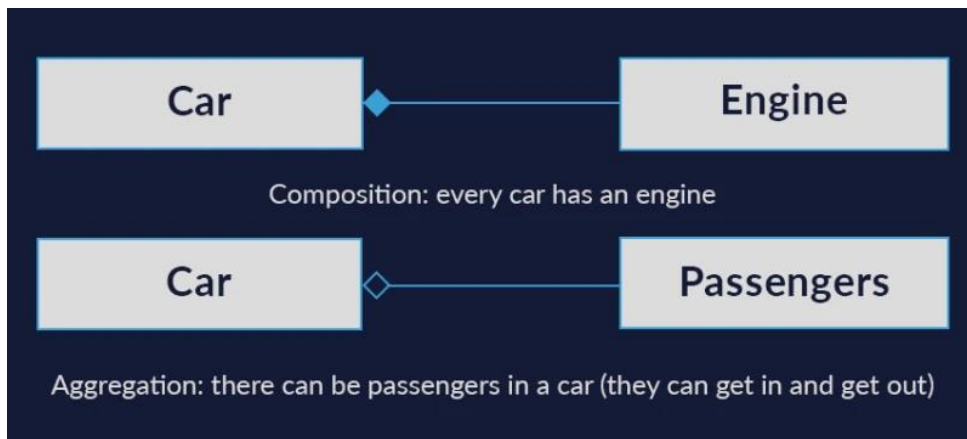 Car
Engine
Composition: every car has an engine
Car
Passengers
Aggregation: there can be passengers in a car (they can get in and get out)